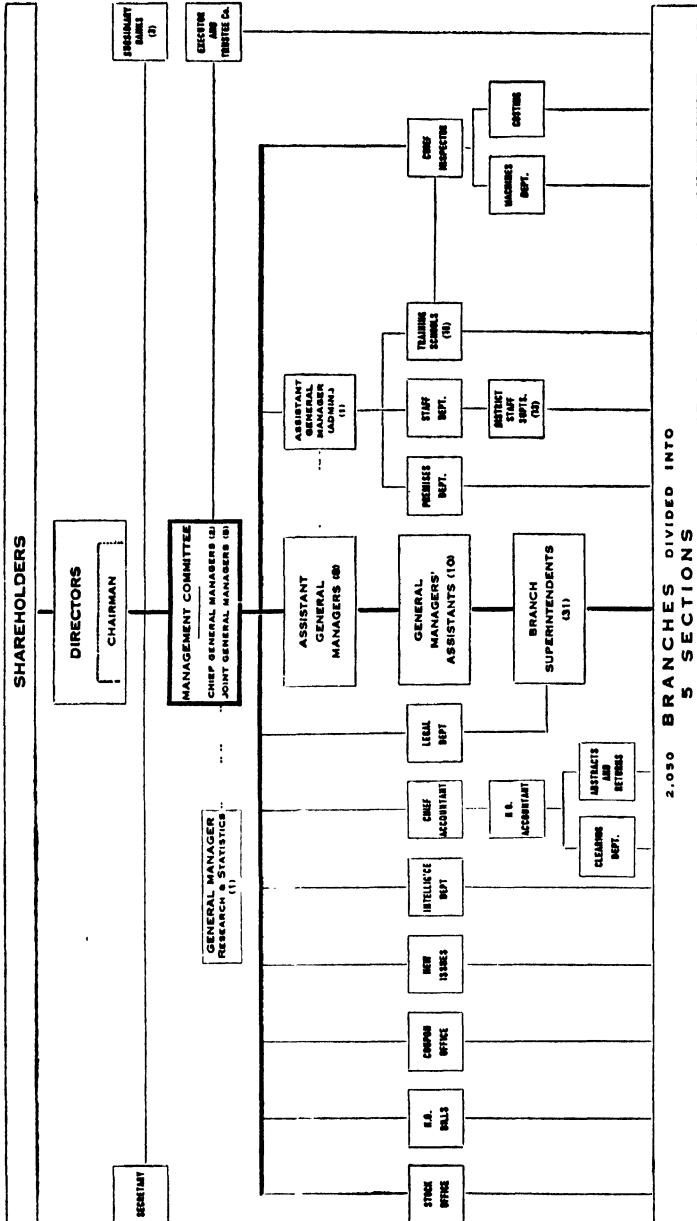 SHAREHOLDERS
DIRECTORS
CHAIRMAN
SECRETARY
SUBSIDIARY
BANKS
MANAGEMENT COMMITTEE
CHIEF GENERAL MANAGERS (2)
JOINT GENERAL MANAGERS
EXECUTOR
AND
TRUSTEE Co.
GENERAL MANAGER
RESEARCH & STATISTICS
(1)
ASSISTANT
GENERAL
MANAGERS (8)
ASSISTANT
GENERAL
MANAGER
(ADMIN.)
(1)
STOCK
OFFICE
H.O.
BILLS
COUPON
OFFICE
NEW
ISSUES
INTELLIG'CE
DEPT
CHIEF
ACCOUNTANT
LEGAL
DEPT
GENERAL
MANAGERS'
ASSISTANTS (10)
PREMISES
DEPT.
STAFF
DEPT.
TRAINING
SCHOOLS
CHIEF
INSPECTOR
H.O.
ACCOUNTANT
BRANCH
SUPERINTENDENTS
(31)
DISTRICT
STAFF
SUPTS.
MACHINES
DEPT.
COSTING
CLEARING
DEPT.
ABSTRACTS
AND
RETURNS
2,050 BRANCHES DIVIDED INTO
5 SECTIONS